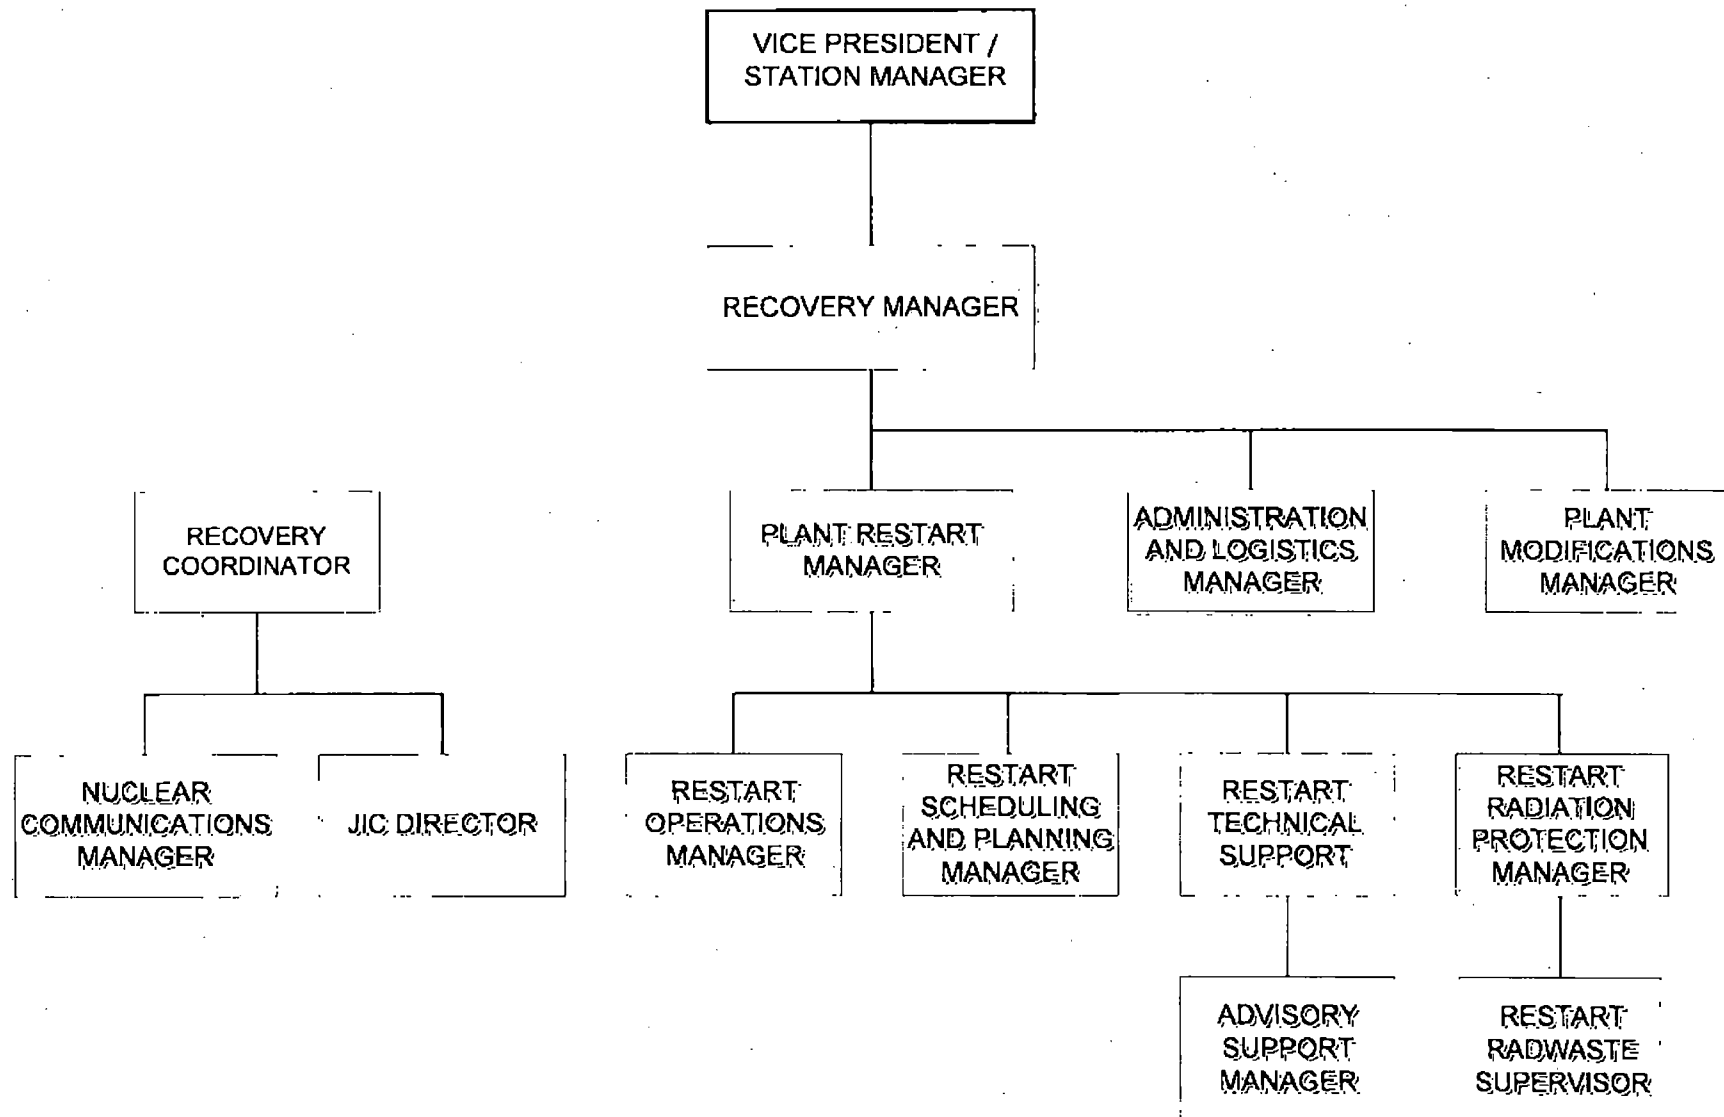 VICE PRESIDENT /
STATION MANAGER
RECOVERY MANAGER
RECOVERY
COORDINATOR
PLANT RESTART
MANAGER
ADMINISTRATION
AND LOGISTICS
MANAGER
PLANT
MODIFICATIONS
MANAGER
NUCLEAR
COMMUNICATIONS
MANAGER
JIC DIRECTOR
RESTART
OPERATIONS
MANAGER
RESTART
SCHEDULING
AND PLANNING
MANAGER
RESTART
TECHNICAL
SUPPORT
RESTART
RADIATION
PROTECTION
MANAGER
ADVISORY
SUPPORT
MANAGER
RESTART
RADWASTE
SUPERVISOR